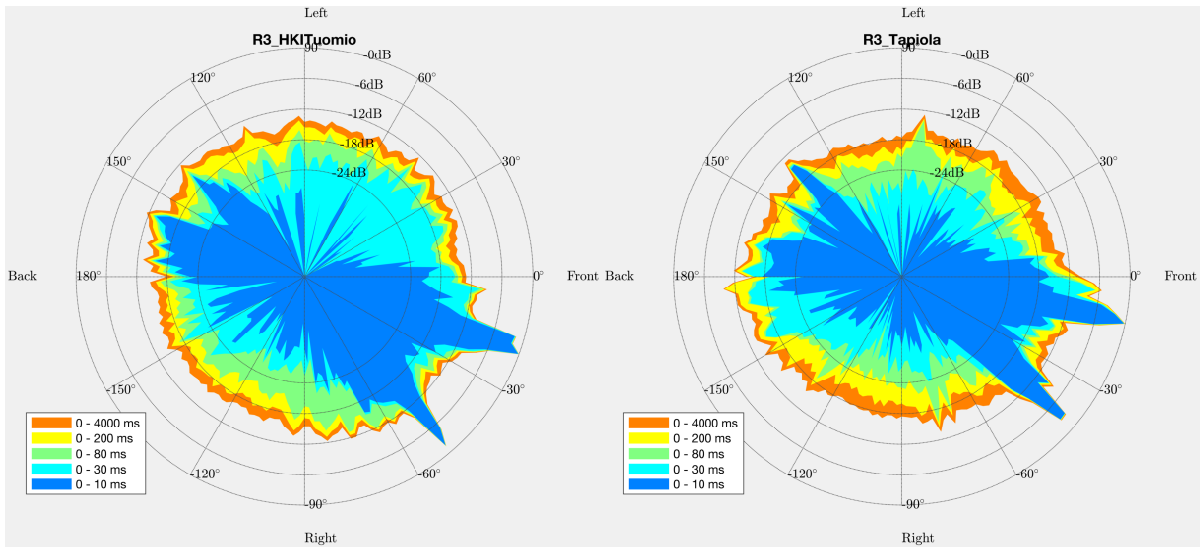 Left
R3_HKITuomio
90°
-0dB
120°
60°
-6dB
-12dB
-18dB
150°
30°
-24dB
Back
180°
0°
Front
-150°
-30°
-120°
-60°
-90°
Right
0 - 4000 ms
0 - 200 ms
0 - 80 ms
0 - 30 ms
0 - 10 ms
Left
R3_Tapiola
90°
-0dB
120°
60°
-6dB
-12dB
-18dB
150°
30°
-24dB
Back
180°
0°
Front
-150°
-30°
-120°
-60°
-90°
Right
0 - 4000 ms
0 - 200 ms
0 - 80 ms
0 - 30 ms
0 - 10 ms